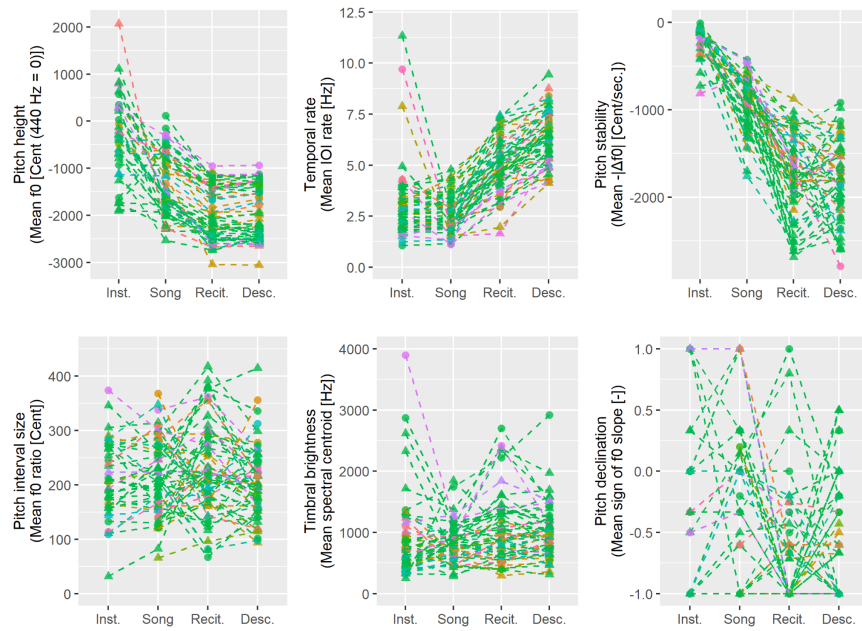 Pitch height
(Mean f0 [Cent (440 Hz = 0)])
2000
1000
0
-1000
-2000
-3000
Inst. Song Recit. Desc.
Temporal rate
(Mean IOI rate [Hz])
12.5
10.0
7.5
5.0
2.5
0.0
Inst. Song Recit. Desc.
Pitch stability
(Mean -|Δf0| [Cent/sec.])
0
-1000
-2000
Inst. Song Recit. Desc.
Pitch interval size
(Mean f0 ratio [Cent])
400
300
200
100
0
Inst. Song Recit. Desc.
Timbral brightness
(Mean spectral centroid [Hz])
4000
3000
2000
1000
0
Inst. Song Recit. Desc.
Pitch declination
(Mean sign of f0 slope [-])
1.0
0.5
0.0
-0.5
-1.0
Inst. Song Recit. Desc.